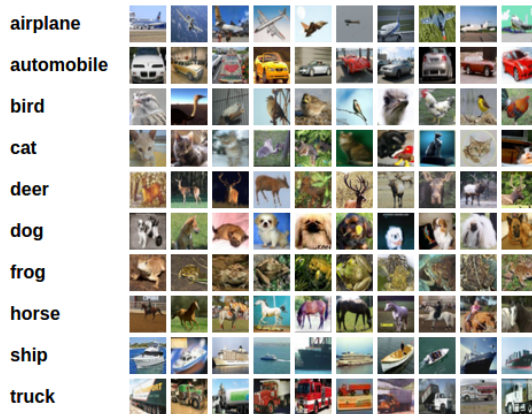 airplane
automobile
bird
cat
deer
dog
frog
horse
ship
truck